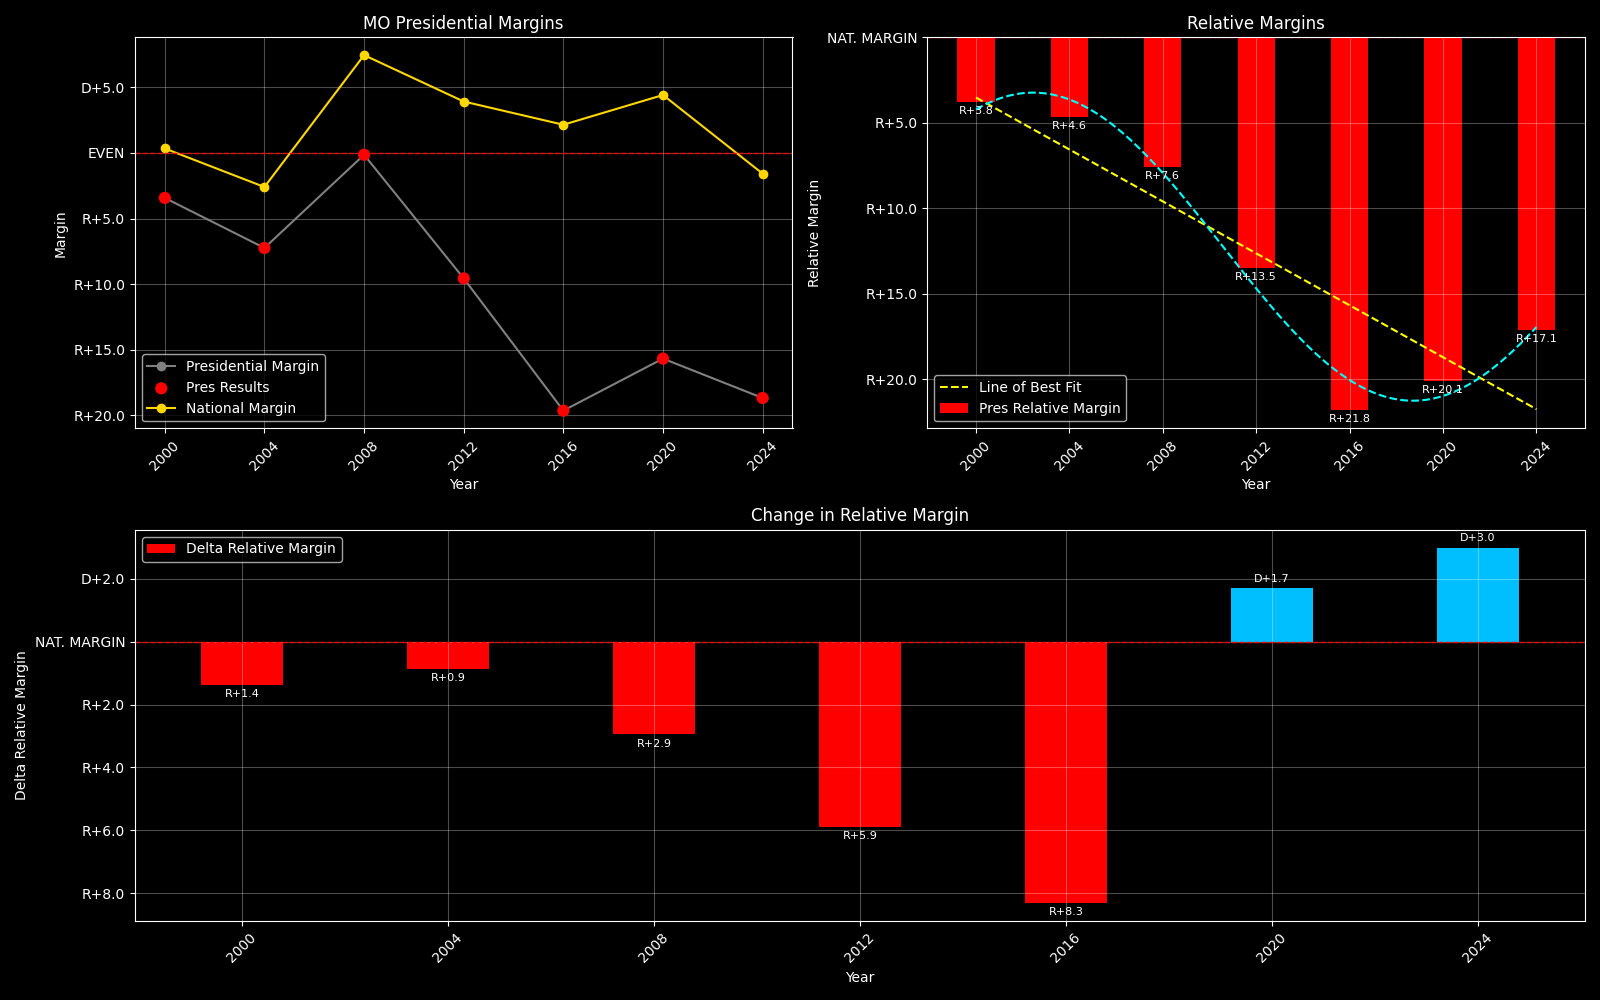 MO Presidential Margins
Margin
D+5.0
EVEN
R+5.0
R+10.0
R+15.0
R+20.0
Presidential Margin
Pres Results
National Margin
2000
2004
2008
2012
2016
2020
2024
Year
Relative Margins
Relative Margin
NAT. MARGIN
R+5.0
R+10.0
R+15.0
R+20.0
R+3.8
R+4.6
R+7.6
R+13.5
R+21.8
R+20.1
R+17.1
Line of Best Fit
Pres Relative Margin
2000
2004
2008
2012
2016
2020
2024
Year
Change in Relative Margin
Delta Relative Margin
Delta Relative Margin
D+2.0
NAT. MARGIN
R+2.0
R+4.0
R+6.0
R+8.0
R+1.4
R+0.9
R+2.9
R+5.9
R+8.3
D+1.7
D+3.0
2000
2004
2008
2012
2016
2020
2024
Year